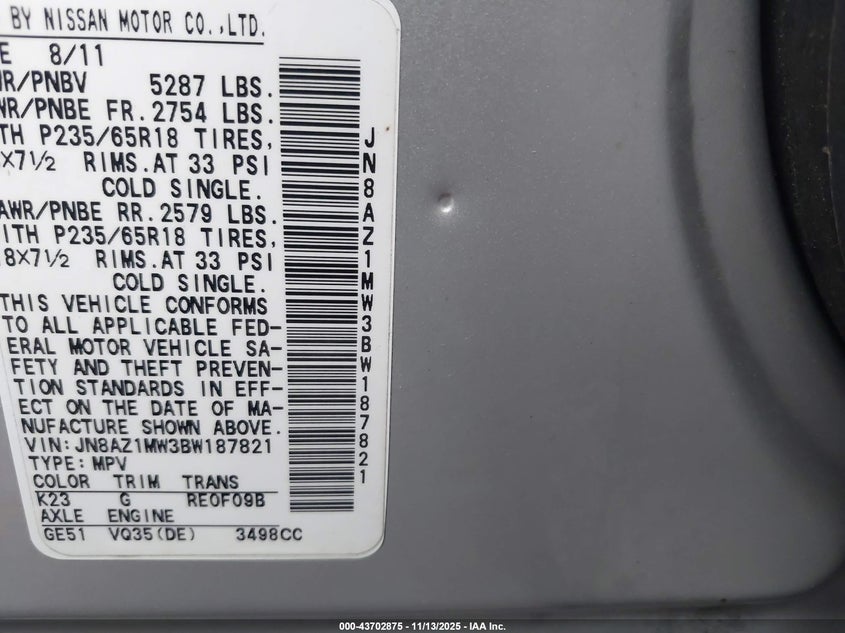 BY NISSAN MOTOR CO.,LTD.
E 8/11
R/PNBV 5287 LBS.
WR/PNBE FR. 2754 LBS.
TH P235/65R18 TIRES,
×7½ RIMS.AT 33 PSI
COLD SINGLE.
AWR/PNBE RR. 2579 LBS.
ITH P235/65R18 TIRES,
8×7½ RIMS.AT 33 PSI
COLD SINGLE.
THIS VEHICLE CONFORMS
TO ALL APPLICABLE FED-
ERAL MOTOR VEHICLE SA-
FETY AND THEFT PREVEN-
TION STANDARDS IN EFF-
ECT ON THE DATE OF MA-
NUFACTURE SHOWN ABOVE.
VIN:JN8AZ1MW3BW187821
TYPE:MPV
COLOR TRIM TRANS
K23 G RE0F09B
AXLE ENGINE
GE51 VQ35(DE) 3498CC
JN8AZ1MW3BW187821
000-43702875 - 11/13/2025 - IAA Inc.